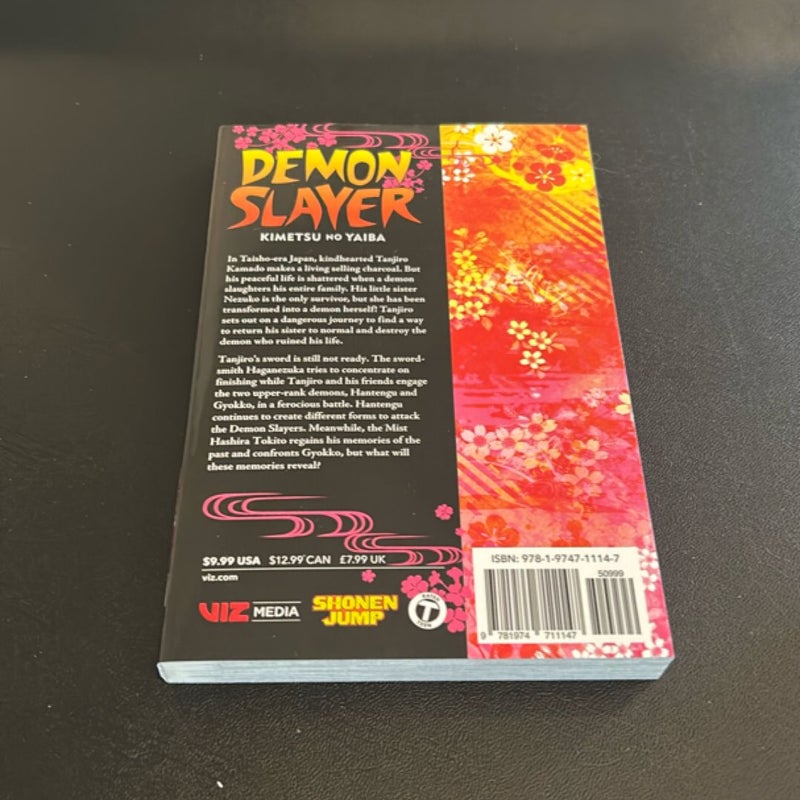 DEMON
SLAYER
KIMETSU NO YAIBA
In Taisho-era Japan, kindhearted Tanjiro
Kamado makes a living selling charcoal. But
his peaceful life is shattered when a demon
slaughters his entire family. His little sister
Nezuko is the only survivor, but she has been
transformed into a demon herself! Tanjiro
sets out on a dangerous journey to find a way
to return his sister to normal and destroy the
demon who ruined his life.
Tanjiro's sword is still not ready. The sword-
smith Haganezuka tries to concentrate on
finishing while Tanjiro and his friends engage
the two upper-rank demons, Hantengu and
Gyokko, in a ferocious battle. Hantengu
continues to create different forms to attack
the Demon Slayers. Meanwhile, the Mist
Hashira Tokito regains his memories of the
past and confronts Gyokko, but what will
these memories reveal?
$9.99 USA $12.99 CAN £7.99 UK
viz.com
VIZ MEDIA
SHONEN
JUMP
RATED
T
TEEN
ISBN: 978-1-9747-1114-7
50999
9 781974 711147